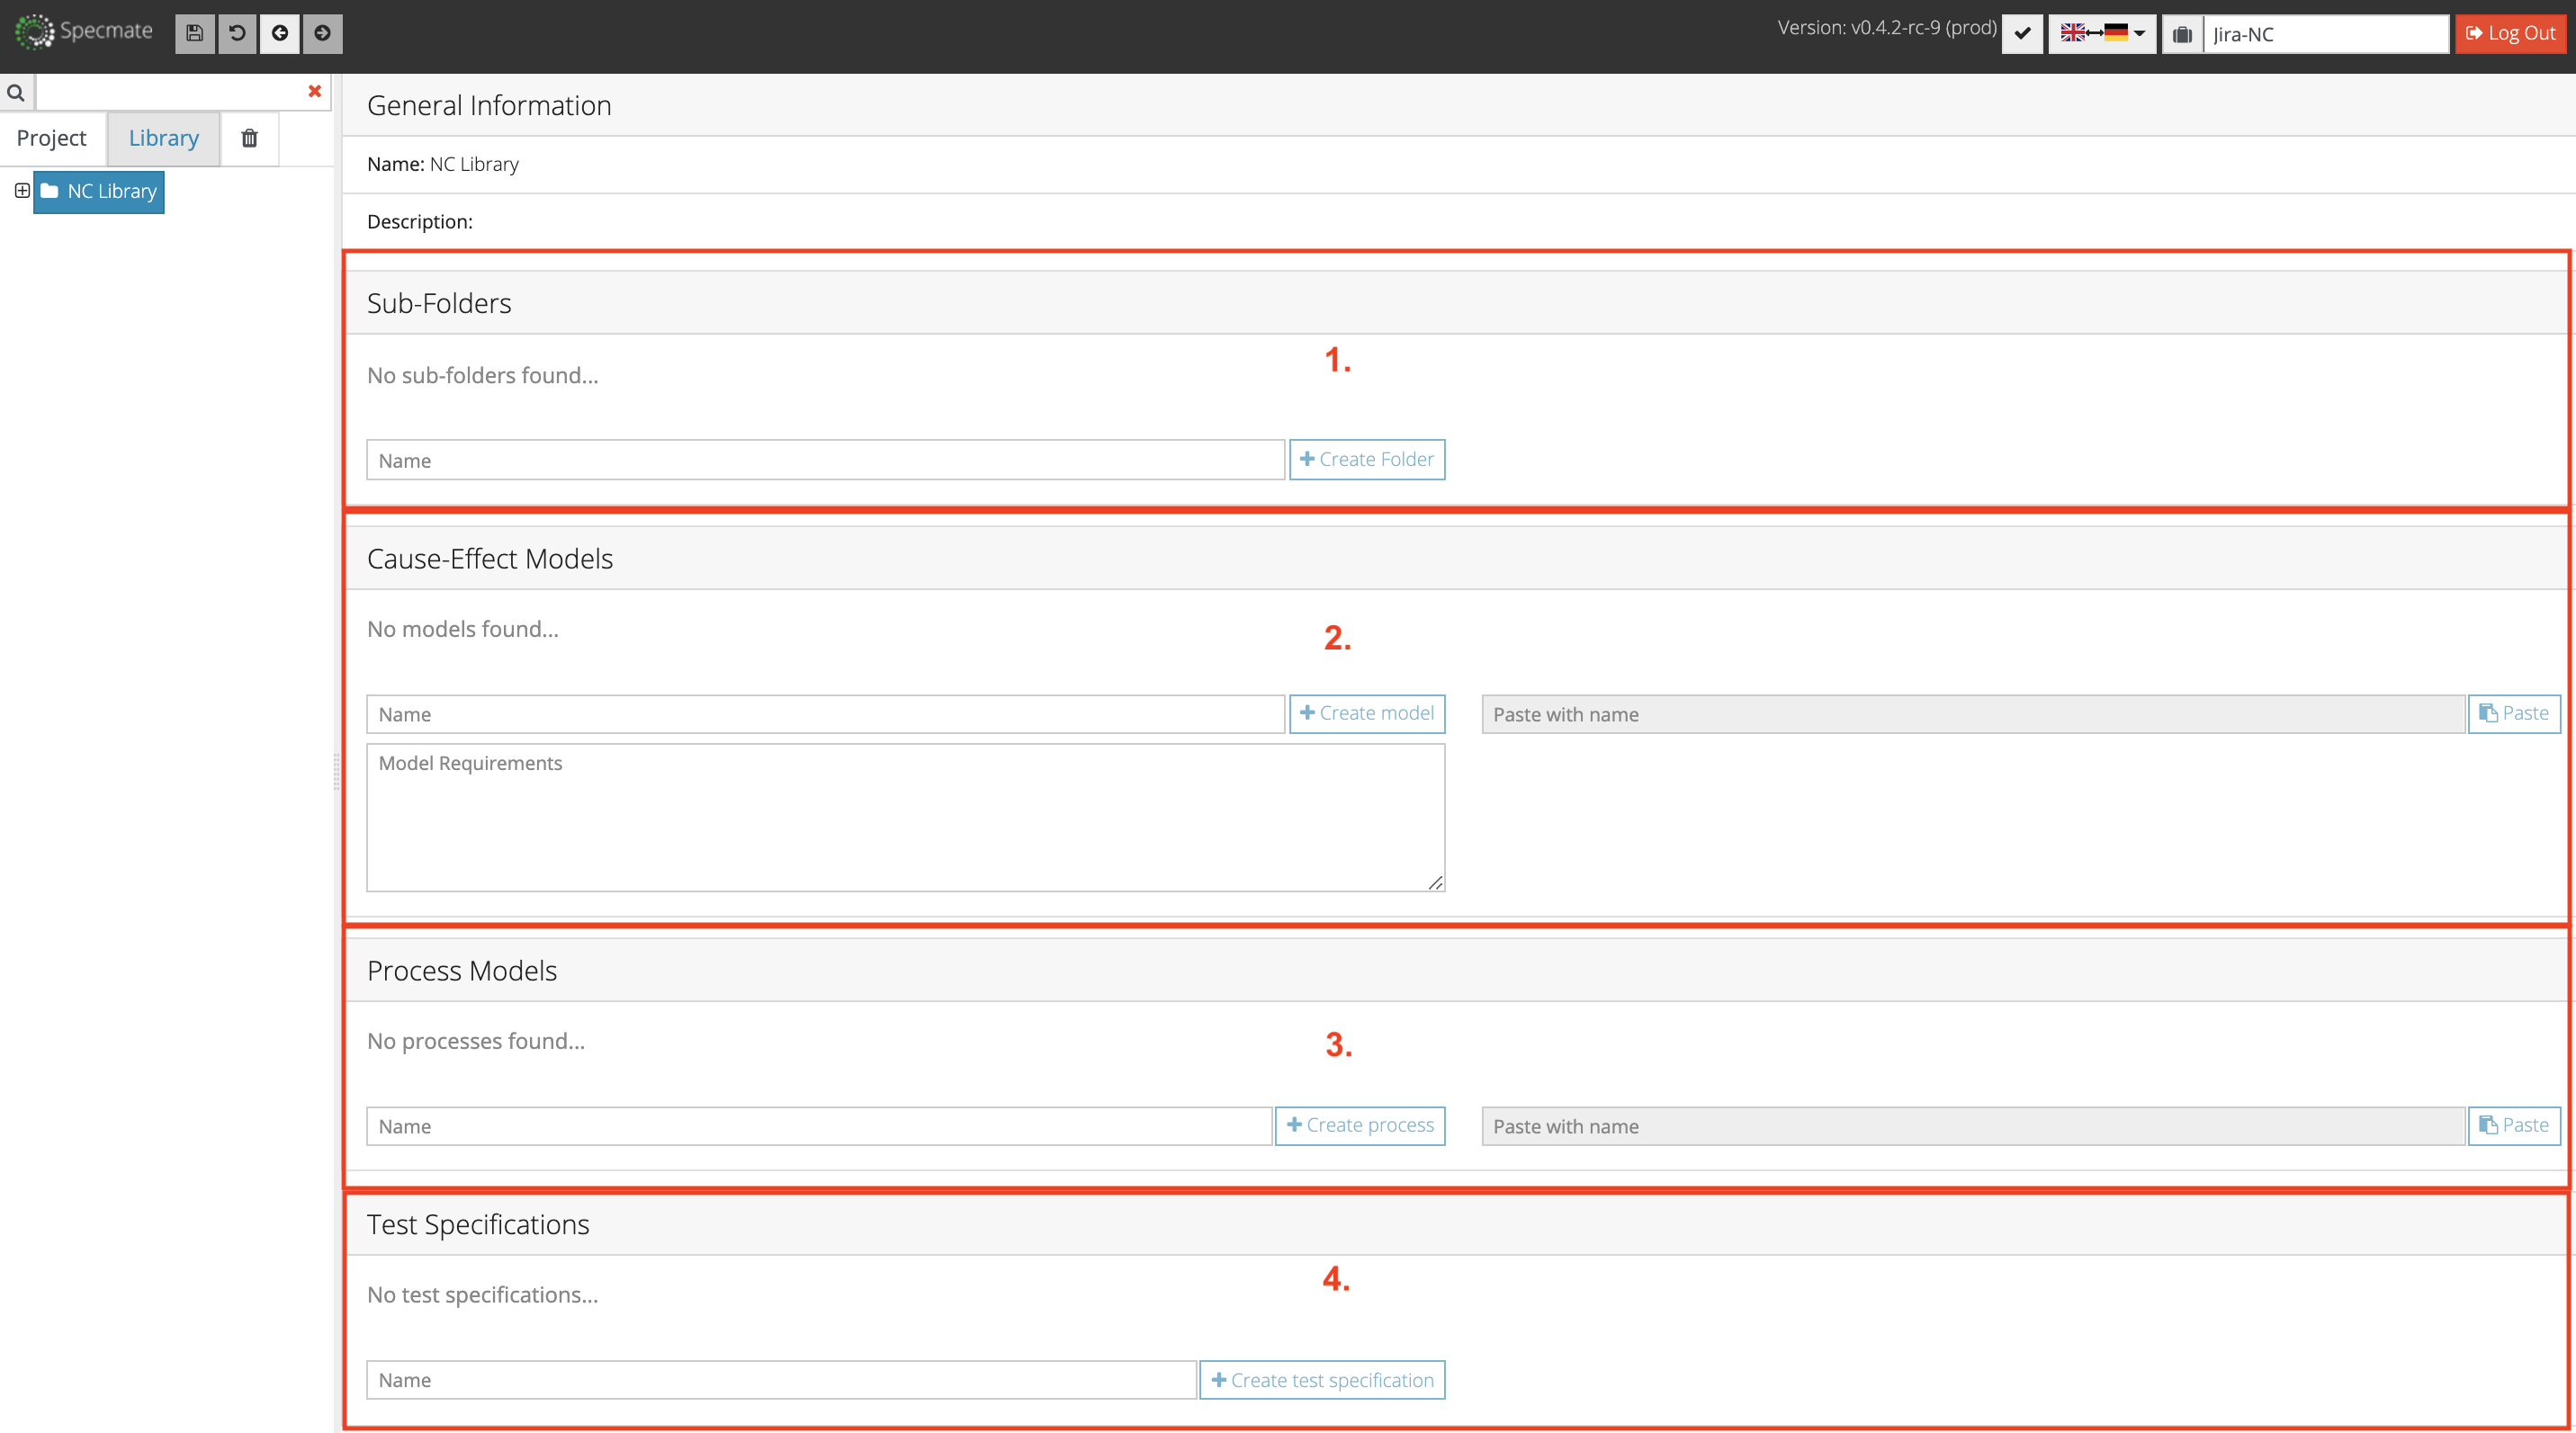 Specmate
Version: v0.4.2-rc-9 (prod)
Jira-NC
Log Out
Project
Library
NC Library
General Information
Name: NC Library
Description:
Sub-Folders
1.
No sub-folders found...
Name
Create Folder
Cause-Effect Models
No models found...
2.
Name
Create model
Paste with name
Paste
Model Requirements
Process Models
No processes found...
3.
Name
Create process
Paste with name
Paste
Test Specifications
4.
No test specifications...
Name
Create test specification